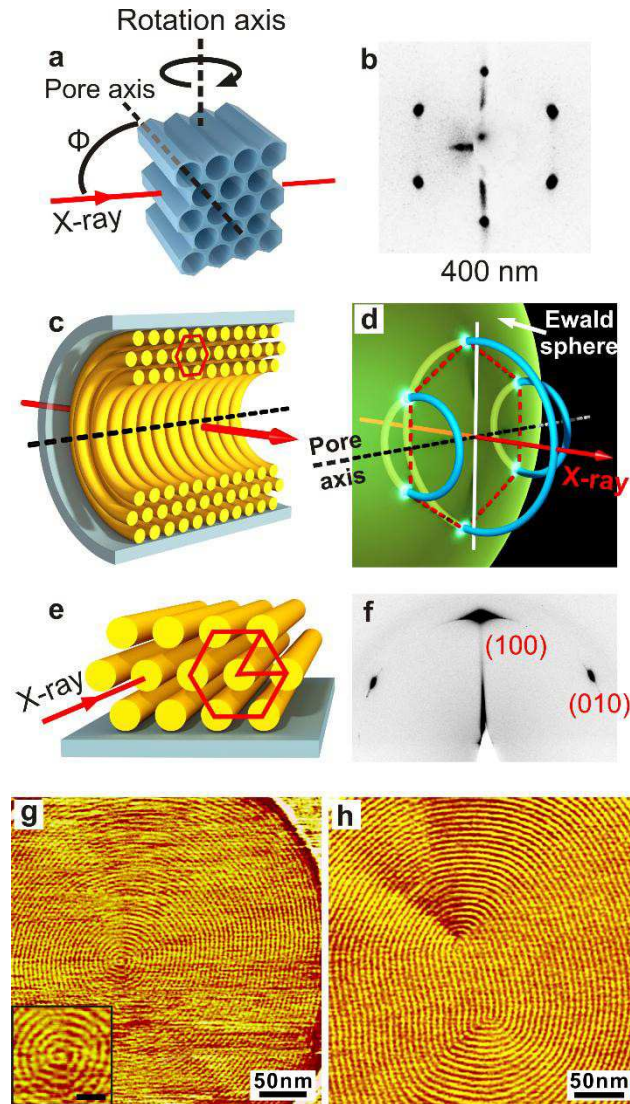 a
Rotation axis
Pore axis
Φ
X-ray
b
400 nm
c
d
Ewald
sphere
Pore
axis
X-ray
e
X-ray
f
(100)
(010)
g
50nm
h
50nm